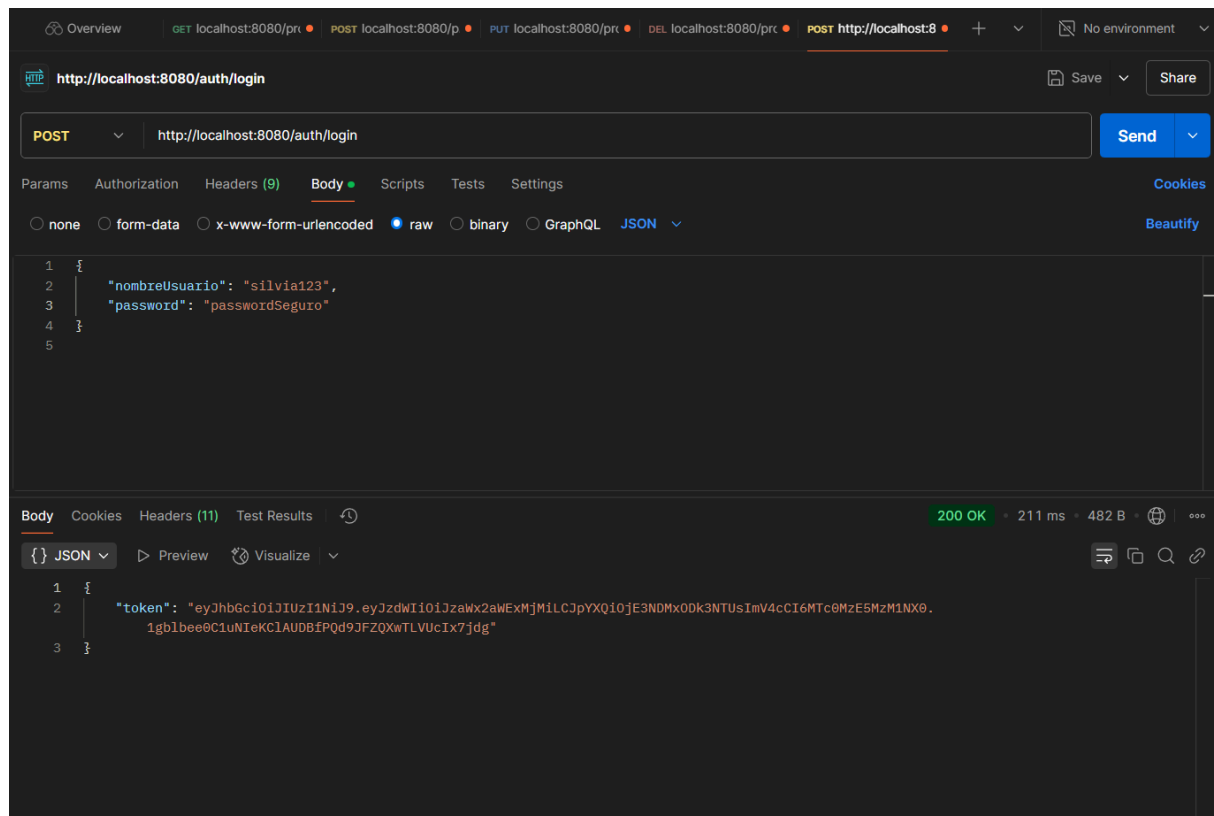 Overview GET localhost:8080/pr POST localhost:8080/p PUT localhost:8080/pr DEL localhost:8080/pr POST http://localhost:8 + No environment
HTTP http://localhost:8080/auth/login Save Share
POST http://localhost:8080/auth/login Send
Params Authorization Headers (9) Body Scripts Tests Settings Cookies
none form-data x-www-form-urlencoded raw binary GraphQL JSON Beautify
1 {
2 "nombreUsuario": "silvia123",
3 "password": "passwordSeguro"
4 }
5
Body Cookies Headers (11) Test Results 200 OK 211 ms 482 B
{} JSON Preview Visualize
1 {
2 "token": "eyJhbGciOiJIUzI1NiJ9.eyJzdWIiOiJzaWx2aWExMjMiLCJpYXQiOjE3NDMxODk3NTUsImV4cCI6MTc0MzE5MzM1NX0.
1gblbee0C1uNIeKClAUDBfPQd9JFZQXwTLVUcIx7jdg"
3 }